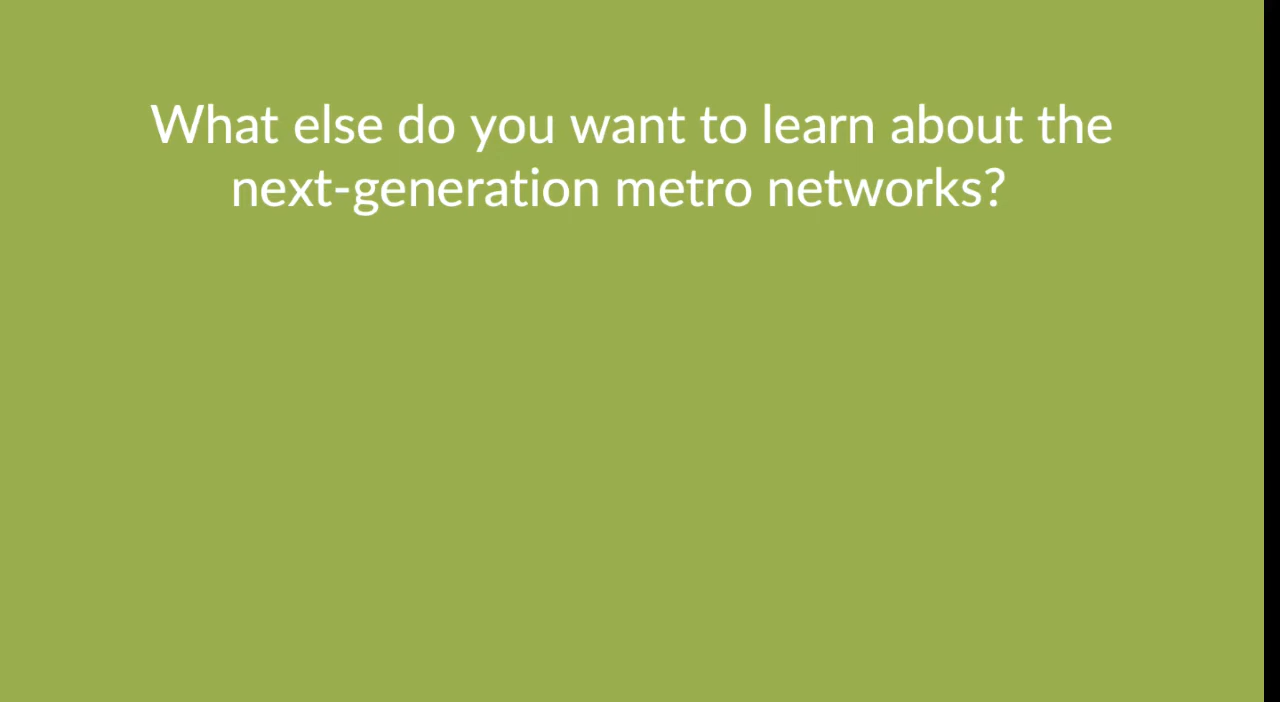 What else do you want to learn about the
next-generation metro networks?